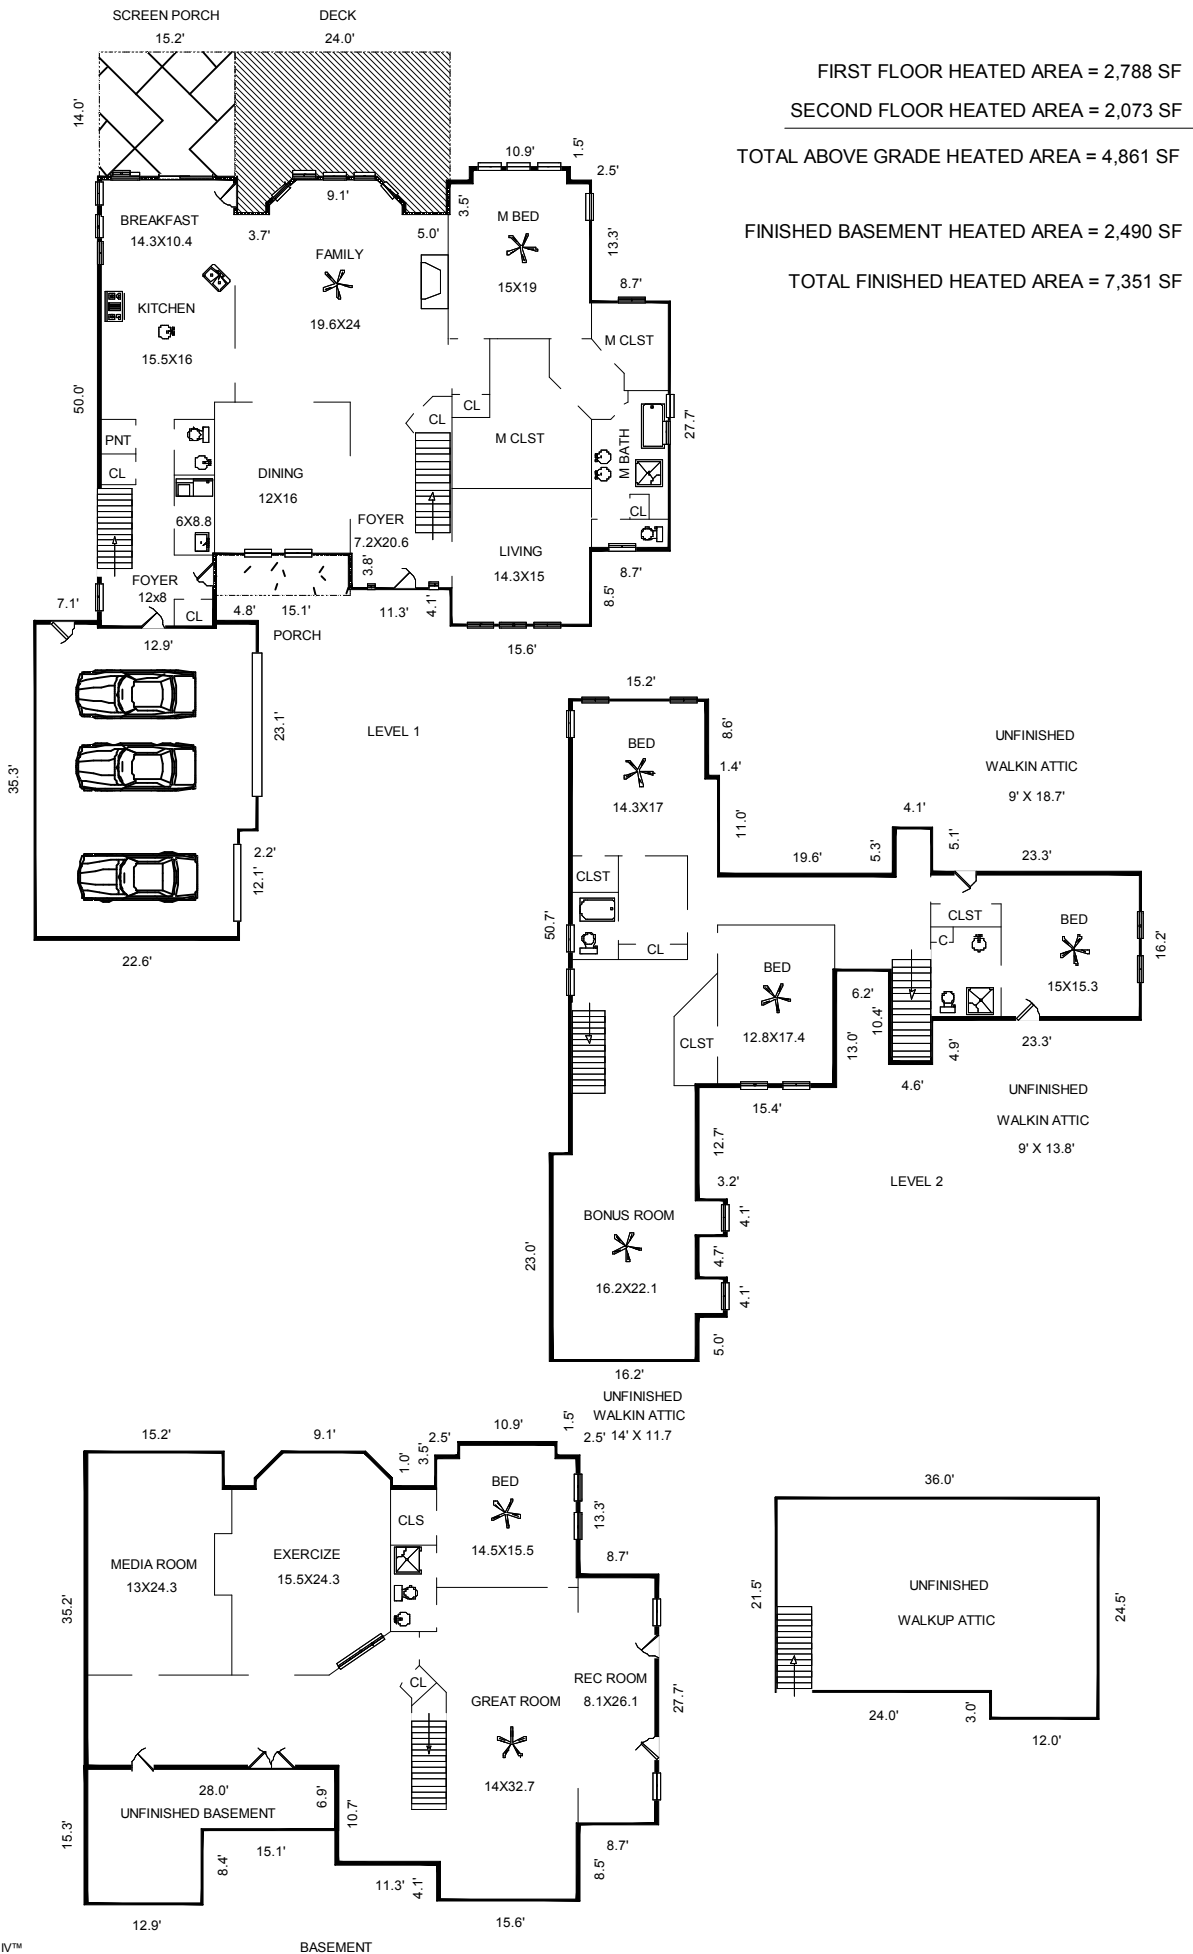 SCREEN PORCH
15.2'
DECK
24.0'
14.0'
FIRST FLOOR HEATED AREA = 2,788 SF
SECOND FLOOR HEATED AREA = 2,073 SF
TOTAL ABOVE GRADE HEATED AREA = 4,861 SF
FINISHED BASEMENT HEATED AREA = 2,490 SF
TOTAL FINISHED HEATED AREA = 7,351 SF
10.9'
1.5'
2.5'
9.1'
3.5'
BREAKFAST
14.3X10.4
3.7'
5.0'
M BED
15X19
13.3'
FAMILY
19.6X24
8.7'
KITCHEN
15.5X16
M CLST
50.0'
CL
CL
27.7'
PNT
CL
M CLST
M BATH
DINING
12X16
CL
6X8.8
FOYER
7.2X20.6
LIVING
14.3X15
3.8'
8.7'
FOYER
12x8
CL
7.1'
4.8'
15.1'
11.3'
4.1'
8.5'
PORCH
12.9'
15.6'
23.1'
LEVEL 1
35.3'
2.2'
12.1'
22.6'
15.2'
BED
14.3X17
8.6'
1.4'
11.0'
UNFINISHED
WALKIN ATTIC
9' X 18.7'
4.1'
5.3'
5.1'
19.6'
23.3'
CLST
50.7'
CL
CLST
C
BED
15X15.3
16.2'
BED
12.8X17.4
6.2'
10.4'
13.0'
CLST
4.9'
23.3'
4.6'
15.4'
UNFINISHED
WALKIN ATTIC
9' X 13.8'
12.7'
3.2'
LEVEL 2
BONUS ROOM
16.2X22.1
4.1'
4.7'
4.1'
23.0'
5.0'
16.2'
UNFINISHED
WALKIN ATTIC
14' X 11.7
15.2'
9.1'
1.0'
3.5'
2.5'
10.9'
1.5'
2.5'
BED
14.5X15.5
13.3'
CLS
MEDIA ROOM
13X24.3
EXERCIZE
15.5X24.3
8.7'
35.2'
CL
GREAT ROOM
14X32.7
REC ROOM
8.1X26.1
27.7'
28.0'
UNFINISHED BASEMENT
6.9'
10.7'
15.3'
15.1'
8.4'
8.7'
8.5'
11.3'
4.1'
12.9'
15.6'
36.0'
21.5'
UNFINISHED
WALKUP ATTIC
24.5'
24.0'
3.0'
12.0'
IV™
BASEMENT